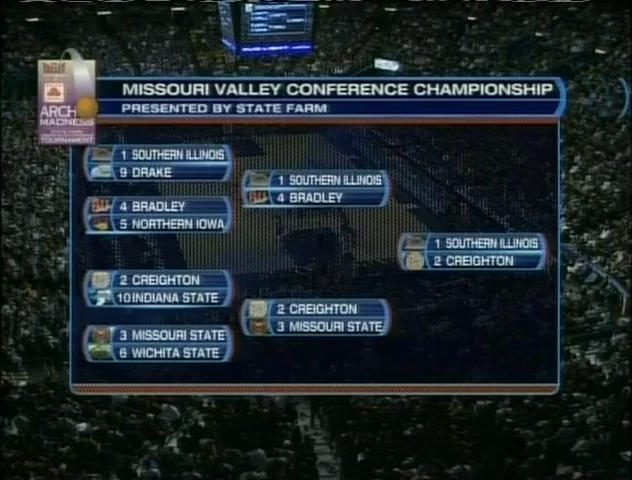 MISSOURI VALLEY CONFERENCE CHAMPIONSHIP
PRESENTED BY STATE FARM
ARCH
MADNESS
TOURNAMENT
1 SOUTHERN ILLINOIS
9 DRAKE
4 BRADLEY
5 NORTHERN IOWA
2 CREIGHTON
10 INDIANA STATE
3 MISSOURI STATE
6 WICHITA STATE
1 SOUTHERN ILLINOIS
4 BRADLEY
2 CREIGHTON
3 MISSOURI STATE
1 SOUTHERN ILLINOIS
2 CREIGHTON